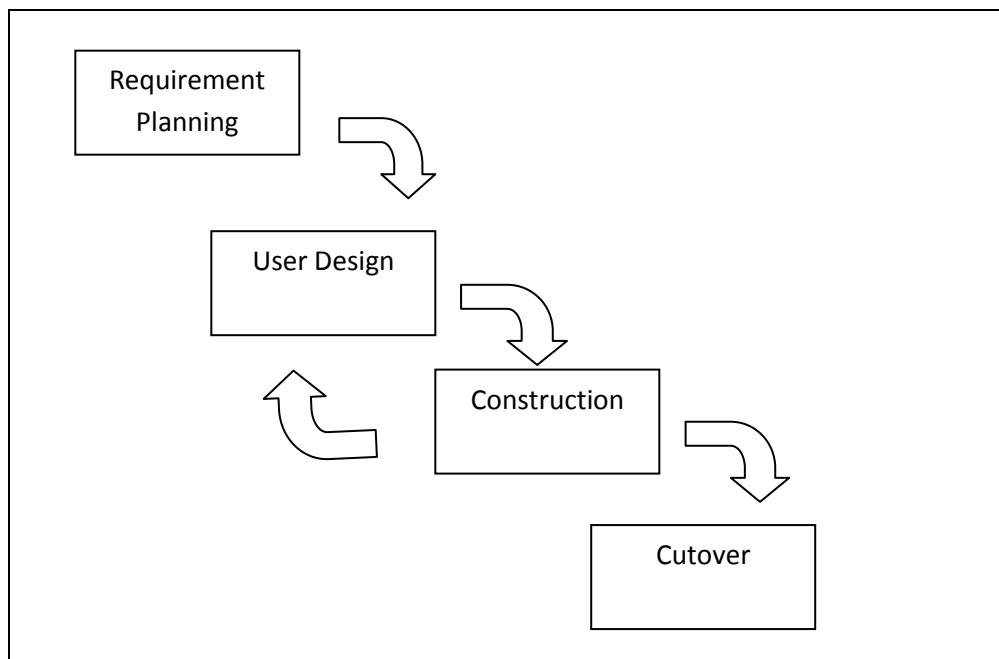 Requirement
Planning
User Design
Construction
Cutover